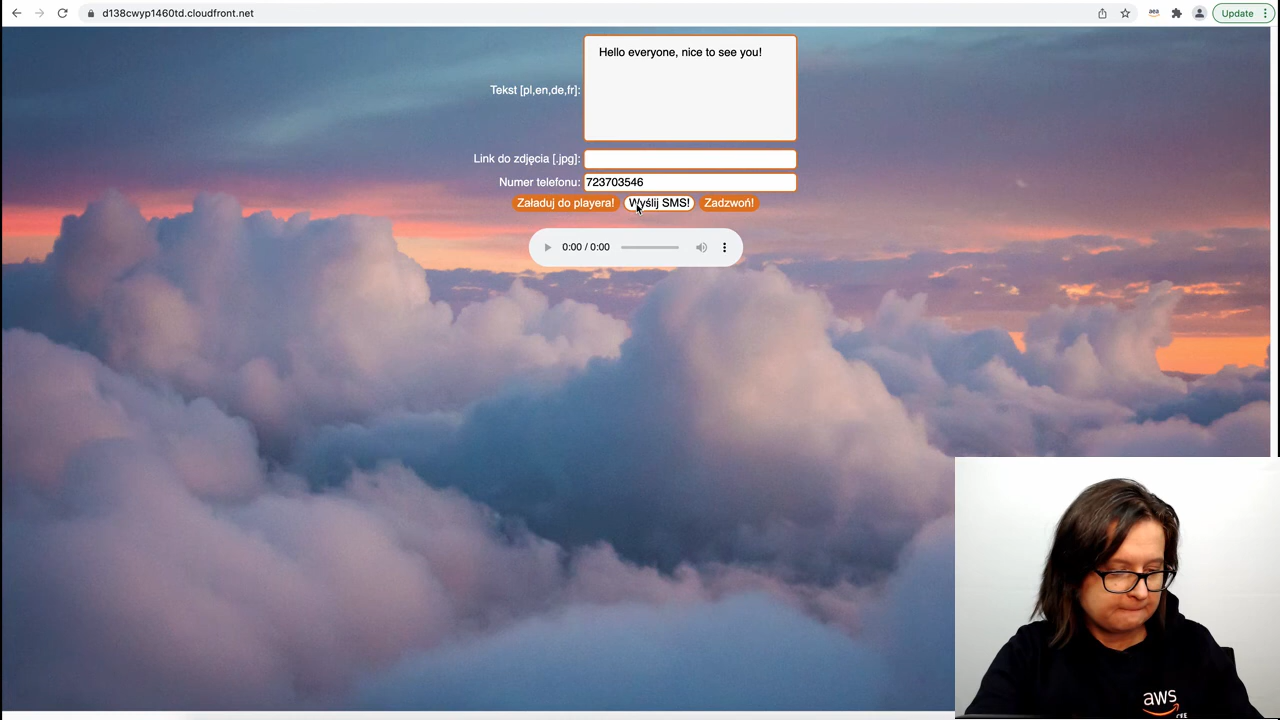 d138cwyp1460td.cloudfront.net
Update
Tekst [pl,en,de,fr]:
Hello everyone, nice to see you!
Link do zdjęcia [.jpg]:
Numer telefonu:
723703546
Załaduj do playera!
Wyślij SMS!
Zadzwoń!
0:00 / 0:00
aws